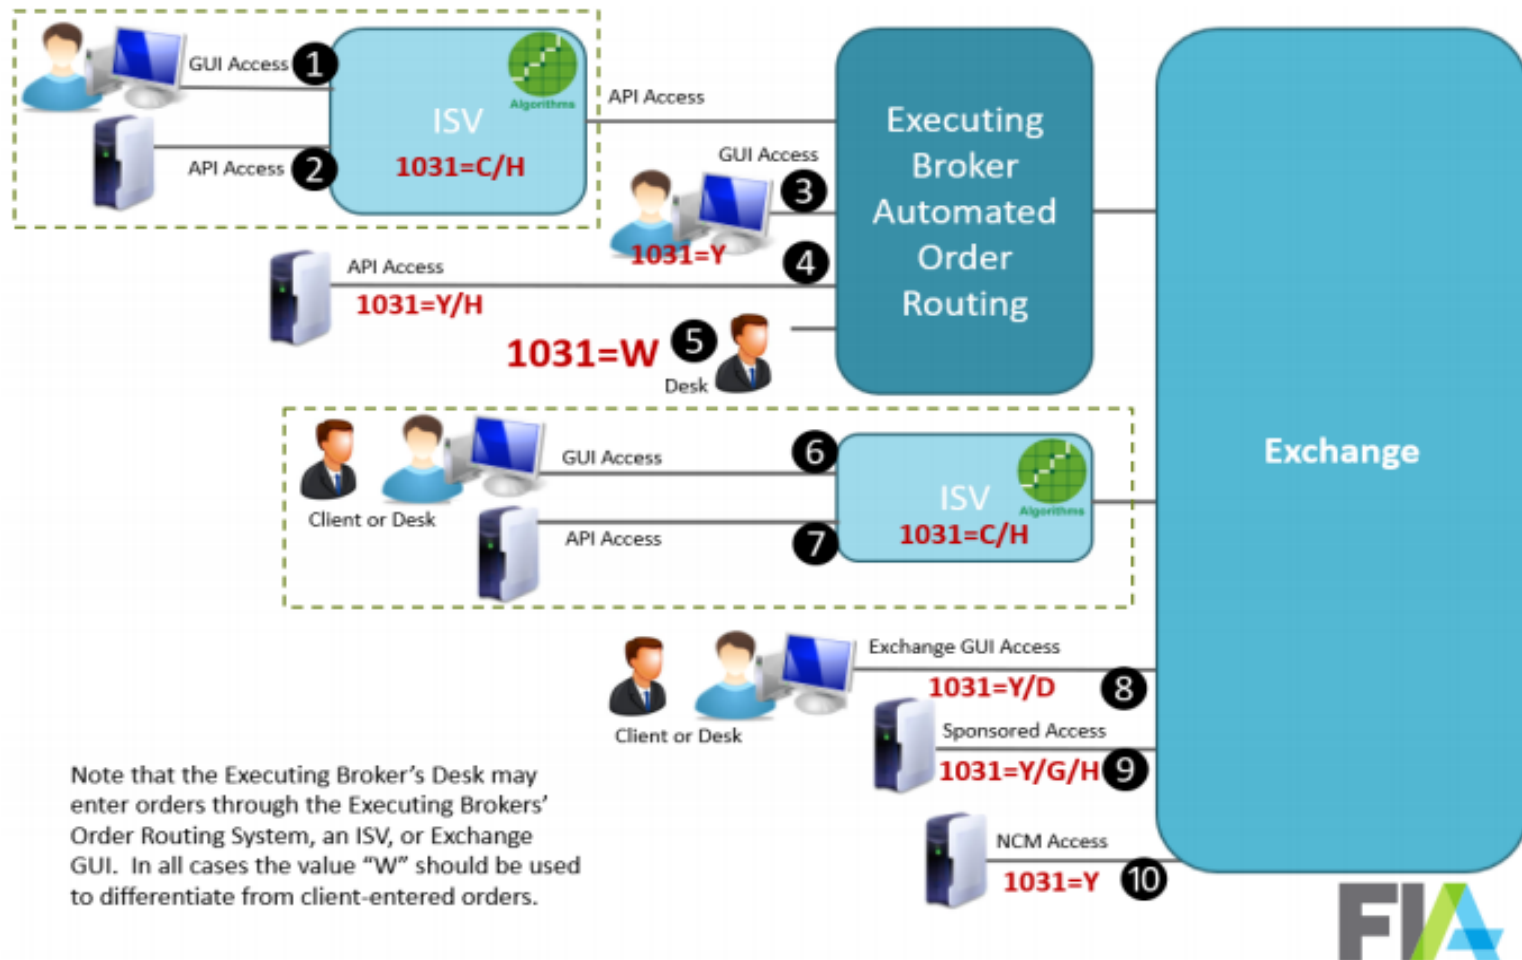 GUI Access 1
ISV
Algorithms
1031=C/H
API Access 2
API Access
GUI Access
3
1031=Y
4
API Access
1031=Y/H
1031=W 5
Desk
Executing
Broker
Automated
Order
Routing
Exchange
GUI Access
6
Client or Desk
API Access
7
ISV
Algorithms
1031=C/H
Exchange GUI Access
1031=Y/D 8
Client or Desk
Sponsored Access
1031=Y/G/H 9
NCM Access
1031=Y 10
Note that the Executing Broker's Desk may
enter orders through the Executing Brokers'
Order Routing System, an ISV, or Exchange
GUI. In all cases the value “W” should be used
to differentiate from client-entered orders.
FIA